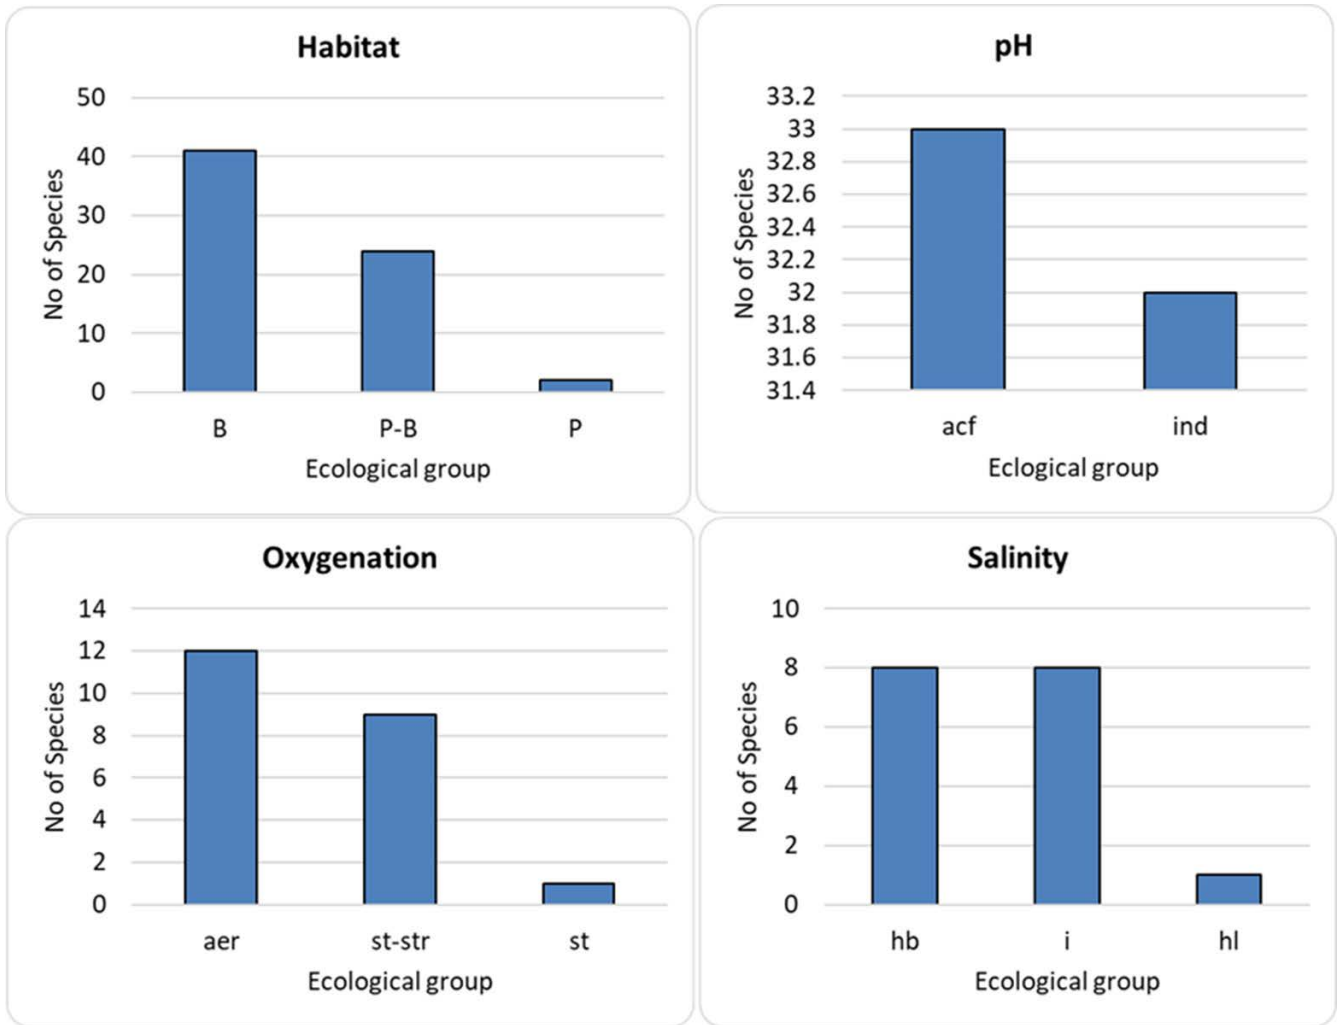 Habitat
50
40
30
20
10
0
No of Species
B P-B P
Ecological group
pH
33.2
33
32.8
32.6
32.4
32.2
32
31.8
31.6
31.4
No of Species
acf ind
Eclogical group
Oxygenation
14
12
10
8
6
4
2
0
No of Species
aer st-str st
Ecological group
Salinity
10
8
6
4
2
0
No of Species
hb i hl
Ecological group